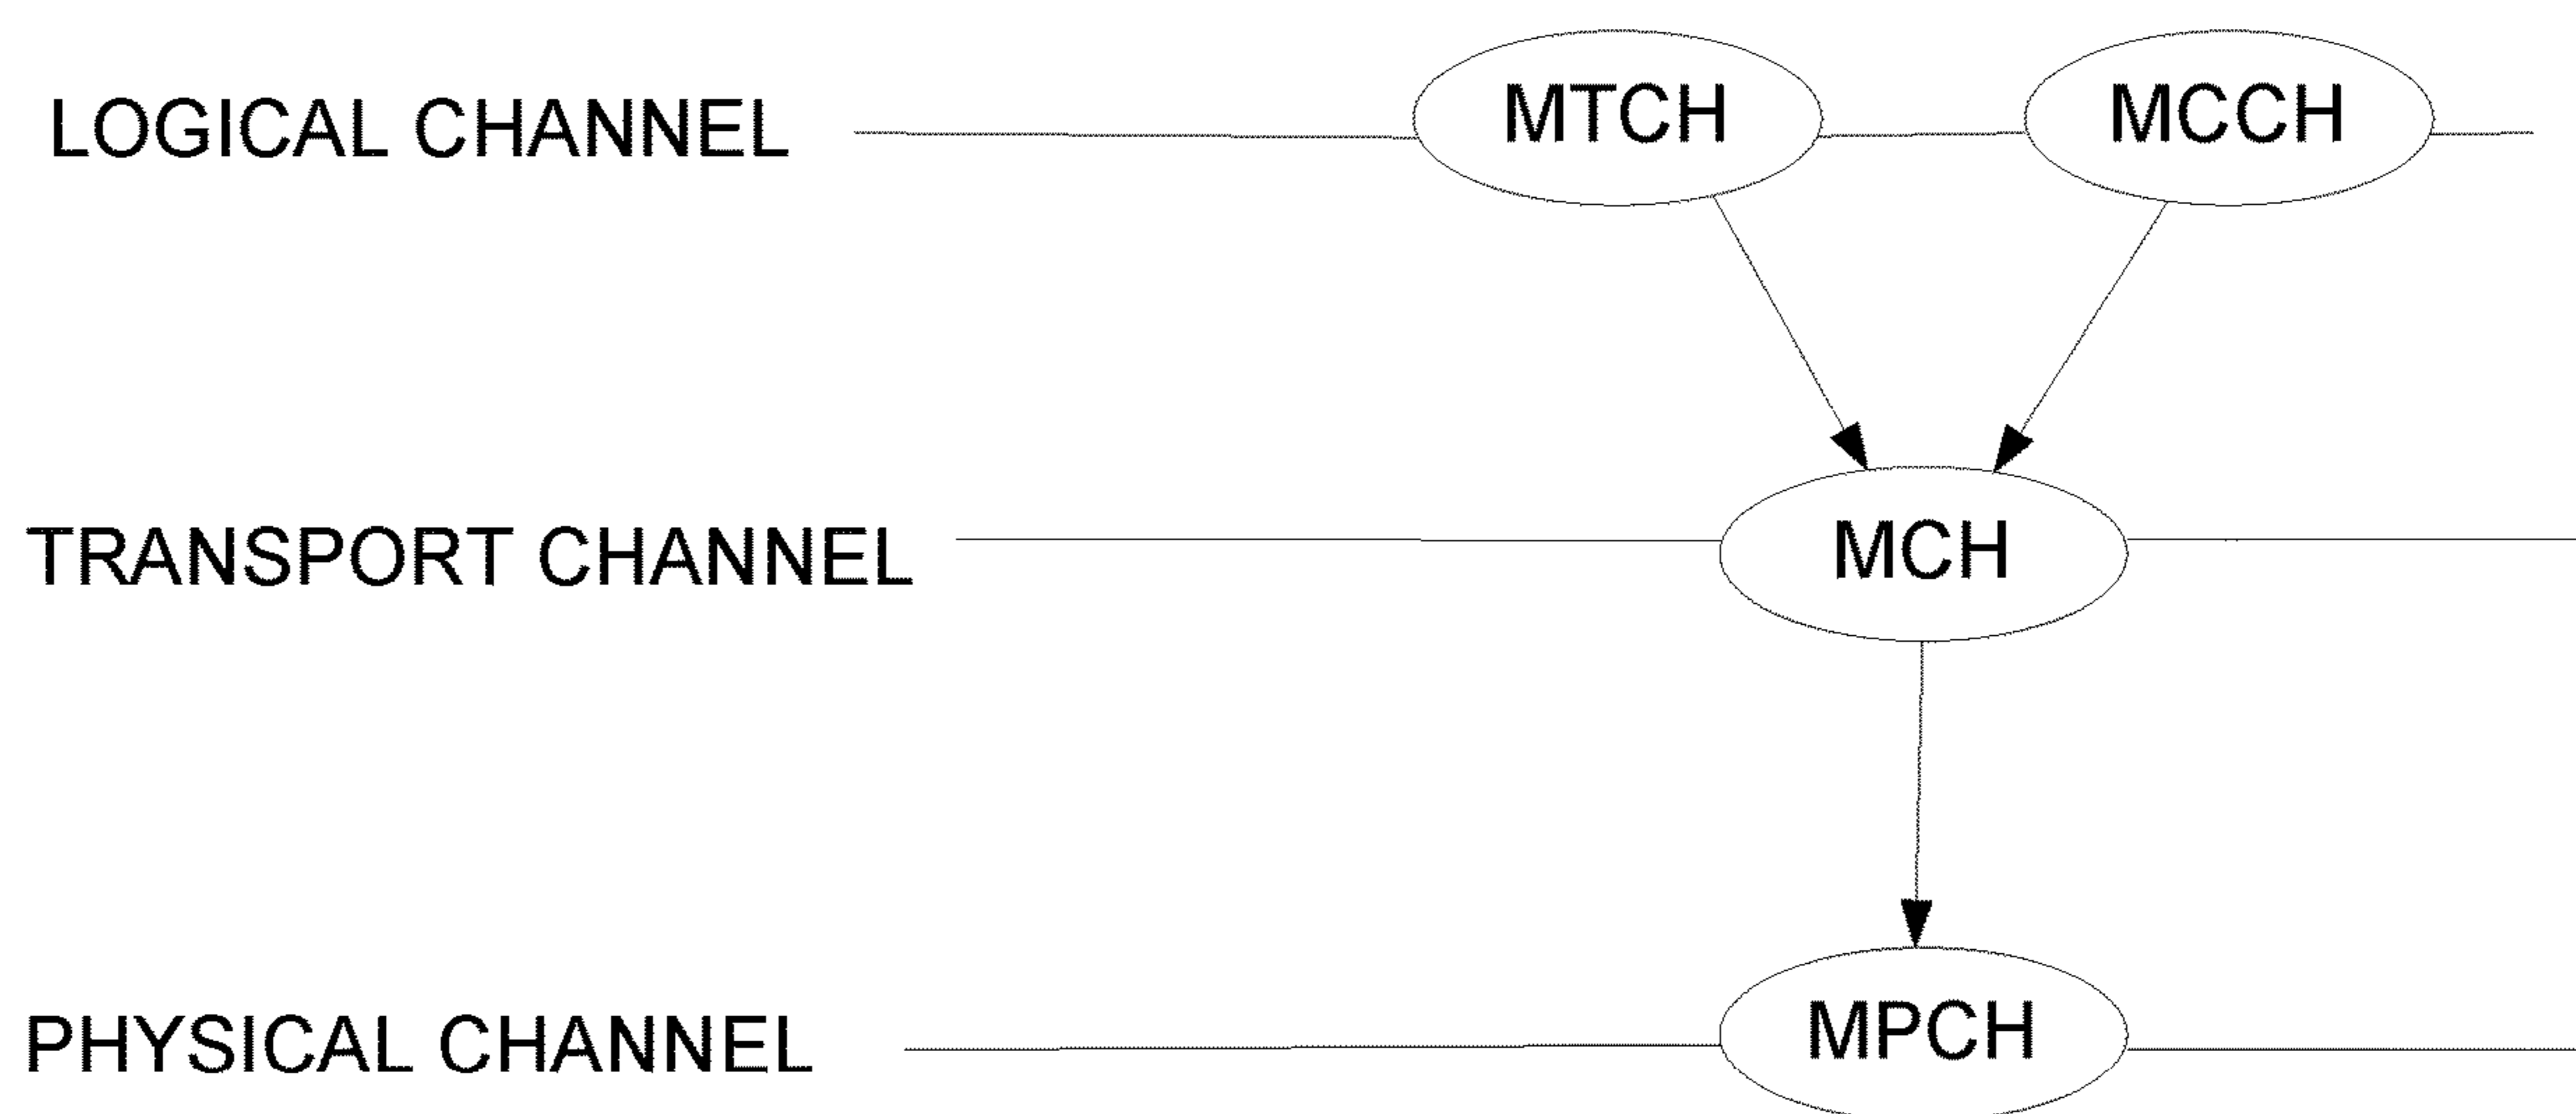 LOGICAL CHANNEL MTCH MCCH
TRANSPORT CHANNEL MCH
PHYSICAL CHANNEL MPCH